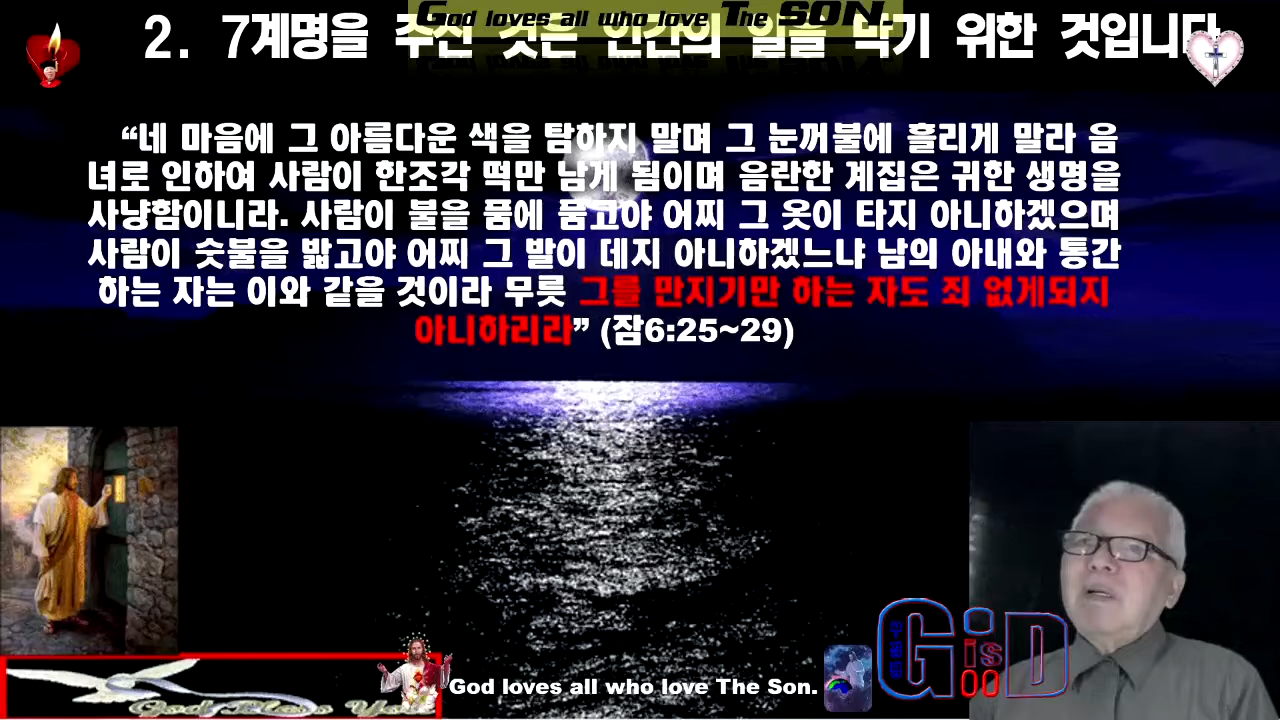 God loves all who love The SON.
2. 7계명을 주신 것은 인간의 일을 막기 위한 것입니다
“네 마음에 그 아름다운 색을 탐하지 말며 그 눈꺼풀에 홀리게 말라 음
녀로 인하여 사람이 한조각 떡만 남게 됨이며 음란한 계집은 귀한 생명을
사냥함이니라. 사람이 불을 품에 품고야 어찌 그 옷이 타지 아니하겠으며
사람이 숯불을 밟고야 어찌 그 발이 데지 아니하겠느냐 남의 아내와 통간
하는 자는 이와 같을 것이라 무릇 그를 만지기만 하는 자도 죄 없게되지
아니하리라” (잠6:25~29)
God Bless You
God loves all who love The Son.
GOD
is